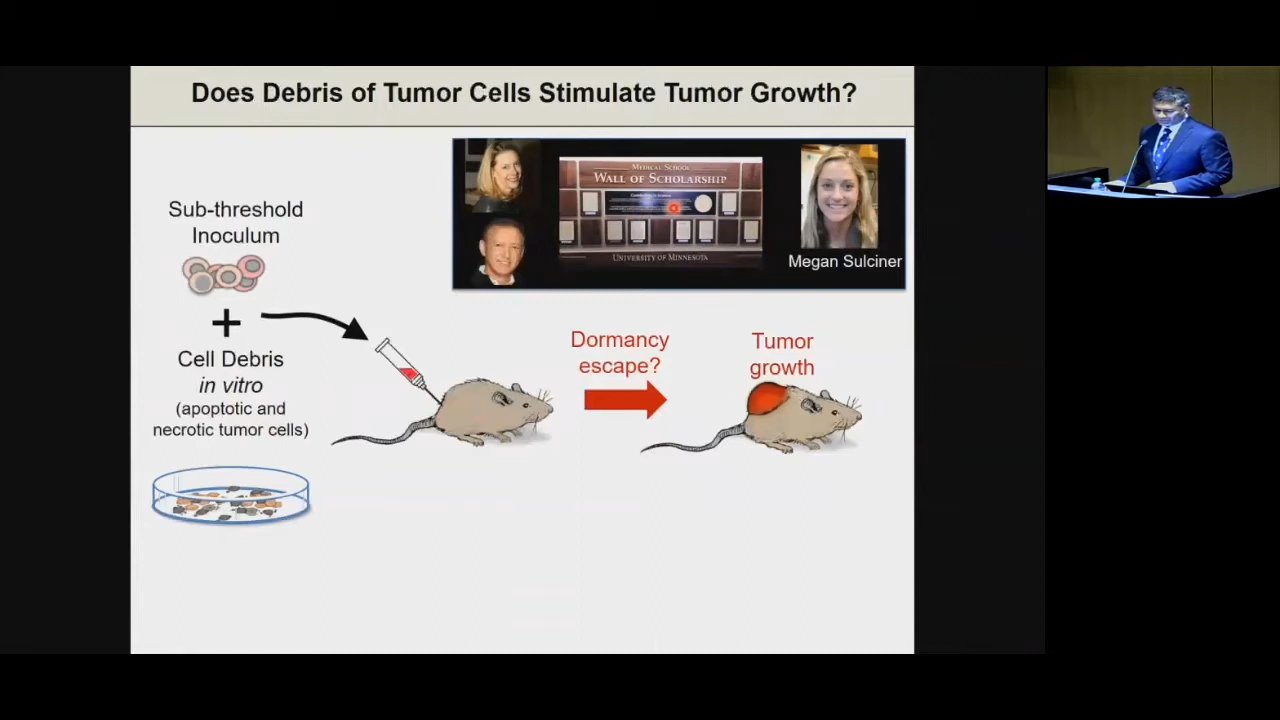 Does Debris of Tumor Cells Stimulate Tumor Growth?
MEDICAL SCHOOL
WALL OF SCHOLARSHIP
UNIVERSITY OF MINNESOTA
Megan Sulciner
Sub-threshold
Inoculum
+
Cell Debris
in vitro
(apoptotic and
necrotic tumor cells)
Dormancy
escape?
Tumor
growth